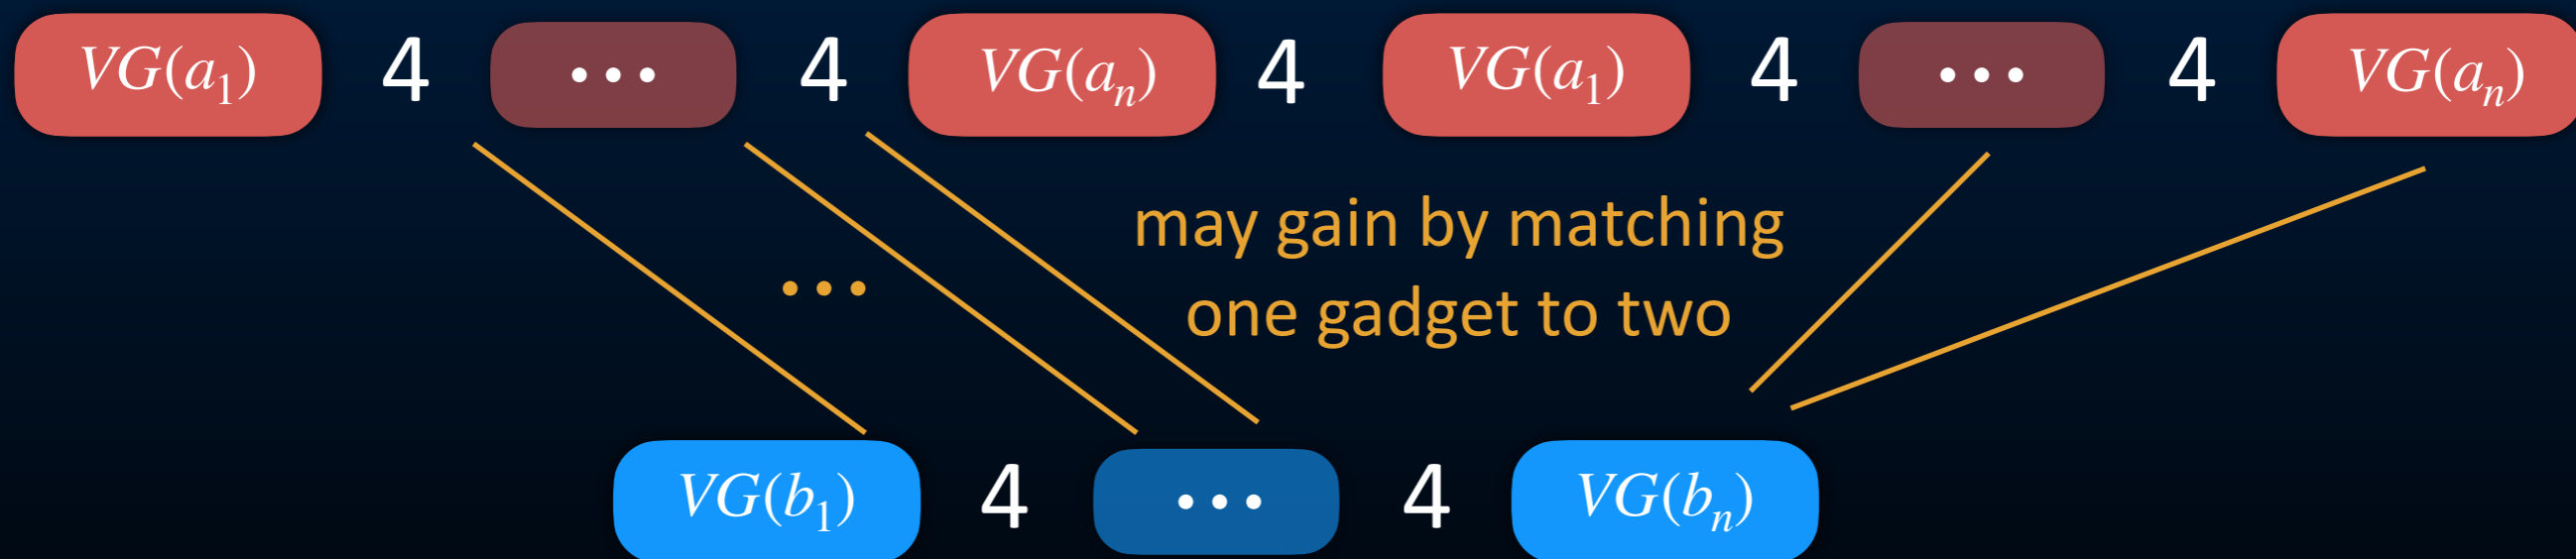 VG(a₁) 4 ... 4 VG(aₙ) 4 VG(a₁) 4 ... 4 VG(aₙ)
may gain by matching
... one gadget to two
VG(b₁) 4 ... 4 VG(bₙ)